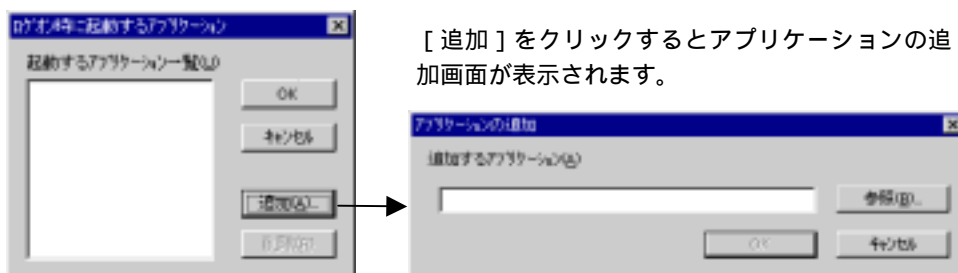 ログオン時に起動するアプリケーション
起動するアプリケーション一覧(L)
OK
キャンセル
追加(A)...
削除(R)
[追加]をクリックするとアプリケーションの追
加画面が表示されます。
アプリケーションの追加
追加するアプリケーション(A)
参照(B)...
OK
キャンセル